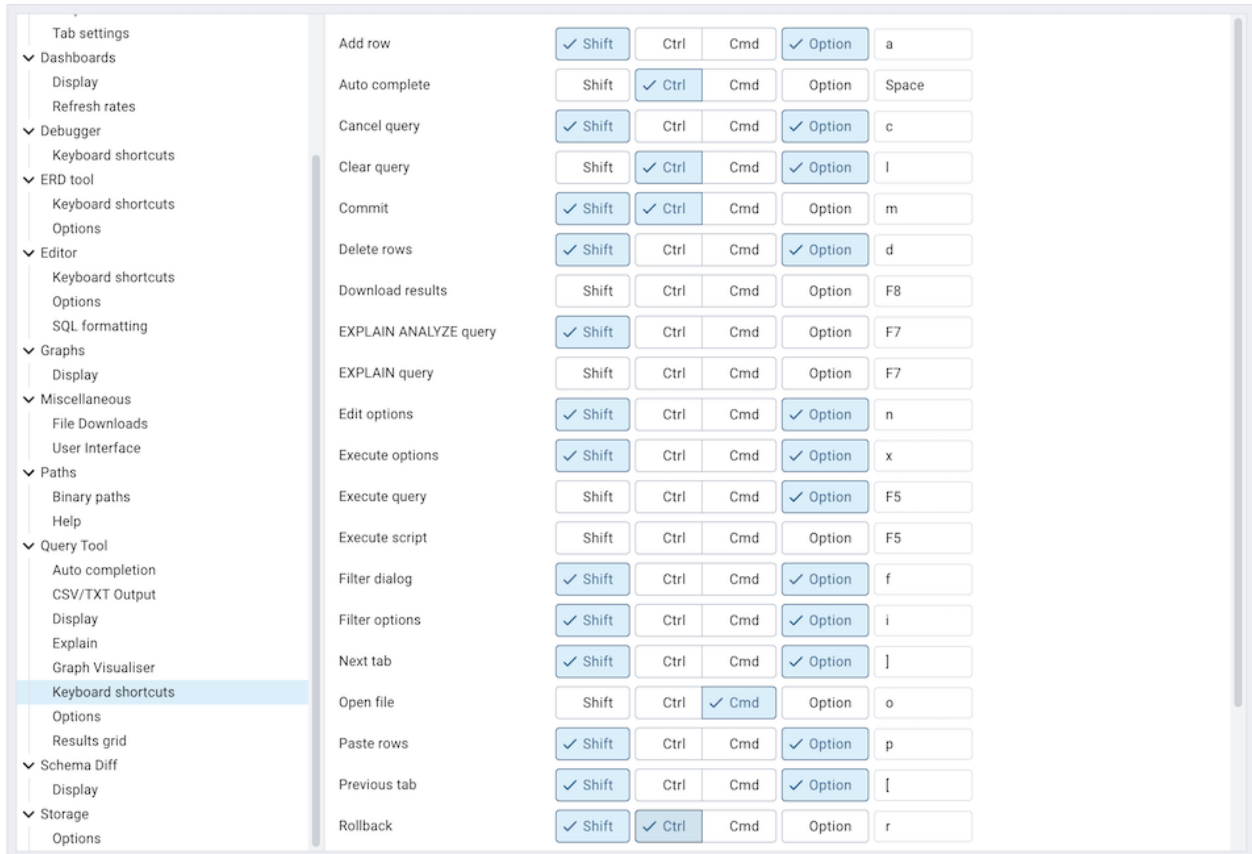 Tab settings
Dashboards
Display
Refresh rates
Debugger
Keyboard shortcuts
ERD tool
Keyboard shortcuts
Options
Editor
Keyboard shortcuts
Options
SQL formatting
Graphs
Display
Miscellaneous
File Downloads
User Interface
Paths
Binary paths
Help
Query Tool
Auto completion
CSV/TXT Output
Display
Explain
Graph Visualiser
Keyboard shortcuts
Options
Results grid
Schema Diff
Display
Storage
Options
Add row Shift Ctrl Cmd Option a
Auto complete Shift Ctrl Cmd Option Space
Cancel query Shift Ctrl Cmd Option c
Clear query Shift Ctrl Cmd Option l
Commit Shift Ctrl Cmd Option m
Delete rows Shift Ctrl Cmd Option d
Download results Shift Ctrl Cmd Option F8
EXPLAIN ANALYZE query Shift Ctrl Cmd Option F7
EXPLAIN query Shift Ctrl Cmd Option F7
Edit options Shift Ctrl Cmd Option n
Execute options Shift Ctrl Cmd Option x
Execute query Shift Ctrl Cmd Option F5
Execute script Shift Ctrl Cmd Option F5
Filter dialog Shift Ctrl Cmd Option f
Filter options Shift Ctrl Cmd Option i
Next tab Shift Ctrl Cmd Option ]
Open file Shift Ctrl Cmd Option o
Paste rows Shift Ctrl Cmd Option p
Previous tab Shift Ctrl Cmd Option [
Rollback Shift Ctrl Cmd Option r